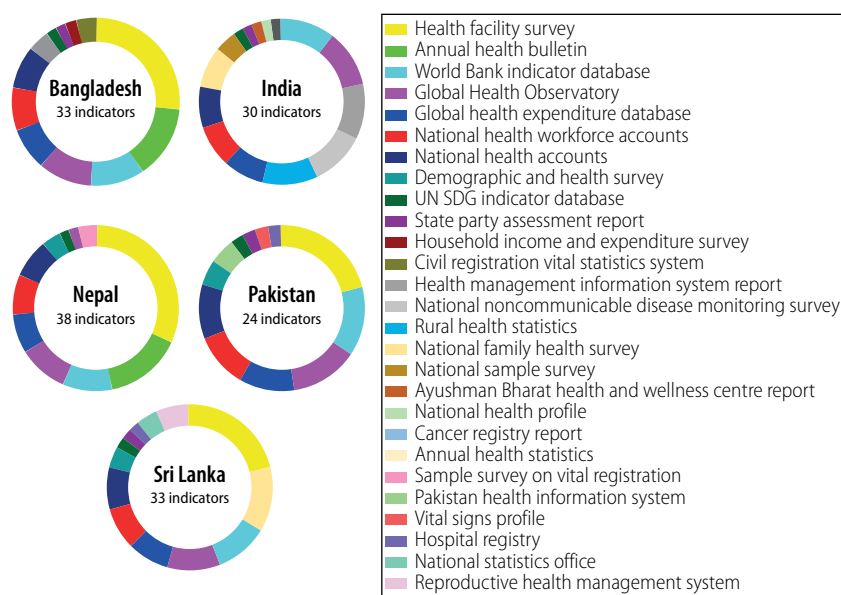 Bangladesh
33 indicators
India
30 indicators
Nepal
38 indicators
Pakistan
24 indicators
Sri Lanka
33 indicators
Health facility survey
Annual health bulletin
World Bank indicator database
Global Health Observatory
Global health expenditure database
National health workforce accounts
National health accounts
Demographic and health survey
UN SDG indicator database
State party assessment report
Household income and expenditure survey
Civil registration vital statistics system
Health management information system report
National noncommunicable disease monitoring survey
Rural health statistics
National family health survey
National sample survey
Ayushman Bharat health and wellness centre report
National health profile
Cancer registry report
Annual health statistics
Sample survey on vital registration
Pakistan health information system
Vital signs profile
Hospital registry
National statistics office
Reproductive health management system